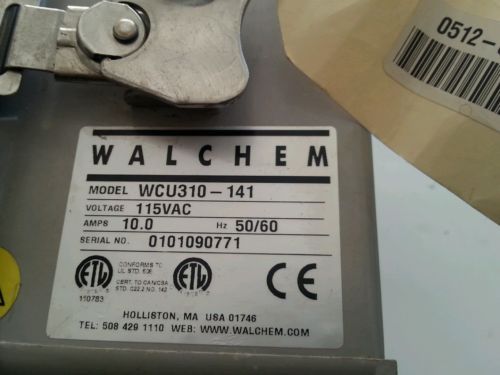 0512-
WALCHEM
MODEL WCU310-141
VOLTAGE 115VAC
AMPS 10.0 Hz 50/60
SERIAL NO. 0101090771
CONFORMS TO
UL STD. 508
CERT. TO CAN/CSA
STD. C22.2 NO. 142
ETL
110783
ETL
CE
HOLLISTON, MA USA 01746
TEL: 508 429 1110 WEB: WWW.WALCHEM.COM